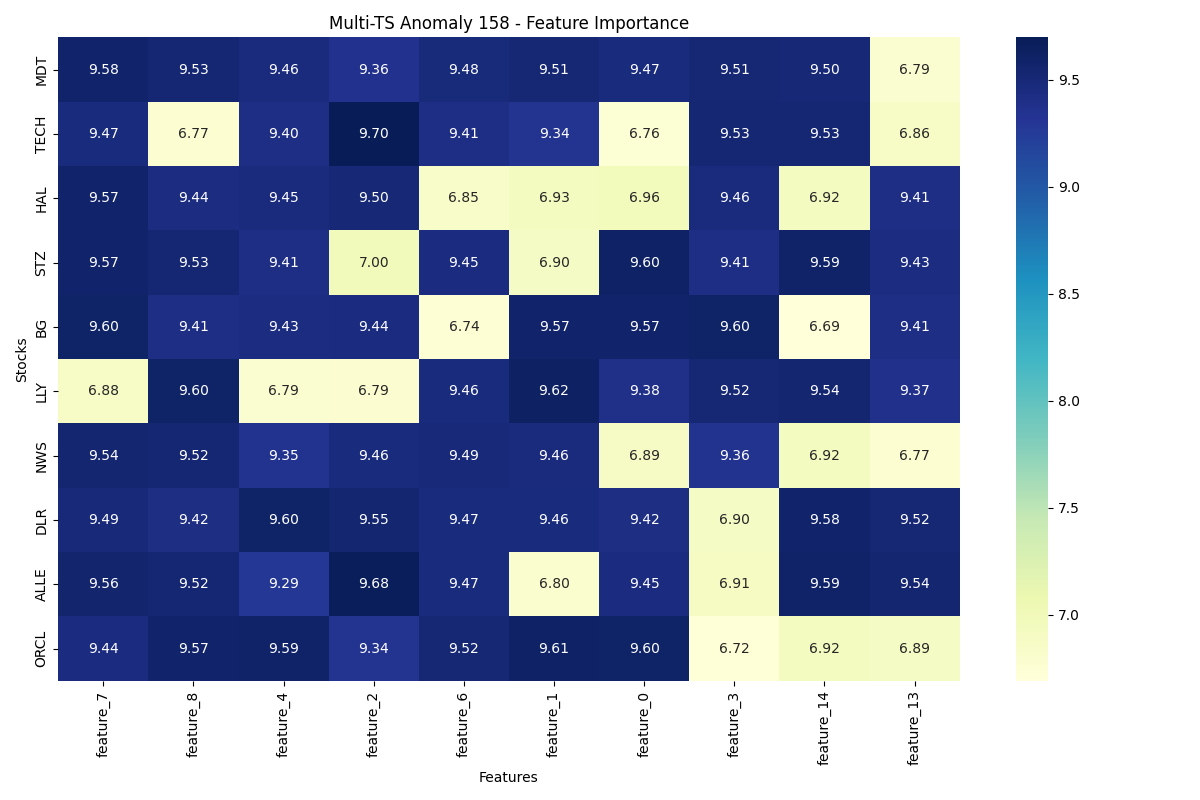 Multi-TS Anomaly 158 - Feature Importance
Stocks
MDT 9.58 9.53 9.46 9.36 9.48 9.51 9.47 9.51 9.50 6.79
TECH 9.47 6.77 9.40 9.70 9.41 9.34 6.76 9.53 9.53 6.86
HAL 9.57 9.44 9.45 9.50 6.85 6.93 6.96 9.46 6.92 9.41
STZ 9.57 9.53 9.41 7.00 9.45 6.90 9.60 9.41 9.59 9.43
BG 9.60 9.41 9.43 9.44 6.74 9.57 9.57 9.60 6.69 9.41
LLY 6.88 9.60 6.79 6.79 9.46 9.62 9.38 9.52 9.54 9.37
NWS 9.54 9.52 9.35 9.46 9.49 9.46 6.89 9.36 6.92 6.77
DLR 9.49 9.42 9.60 9.55 9.47 9.46 9.42 6.90 9.58 9.52
ALLE 9.56 9.52 9.29 9.68 9.47 6.80 9.45 6.91 9.59 9.54
ORCL 9.44 9.57 9.59 9.34 9.52 9.61 9.60 6.72 6.92 6.89
feature_7 feature_8 feature_4 feature_2 feature_6 feature_1 feature_0 feature_3 feature_14 feature_13
Features
9.5
9.0
8.5
8.0
7.5
7.0